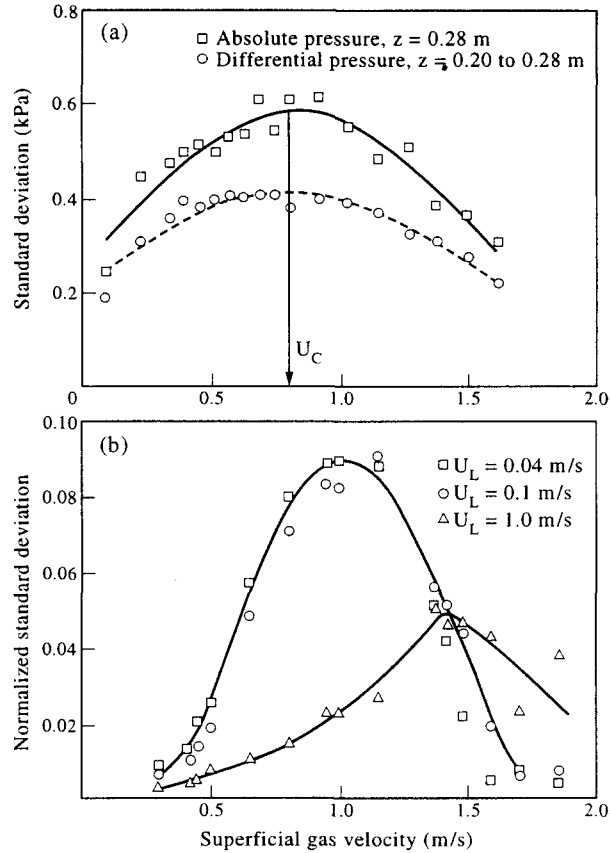 (a)
□ Absolute pressure, z = 0.28 m
○ Differential pressure, z = 0.20 to 0.28 m
0.8
0.6
0.4
0.2
0
Standard deviation (kPa)
U_C
0 0.5 1.0 1.5 2.0
(b)
□ U_L = 0.04 m/s
○ U_L = 0.1 m/s
△ U_L = 1.0 m/s
0.10
0.08
0.06
0.04
0.02
Normalized standard deviation
0.5 1.0 1.5 2.0
Superficial gas velocity (m/s)